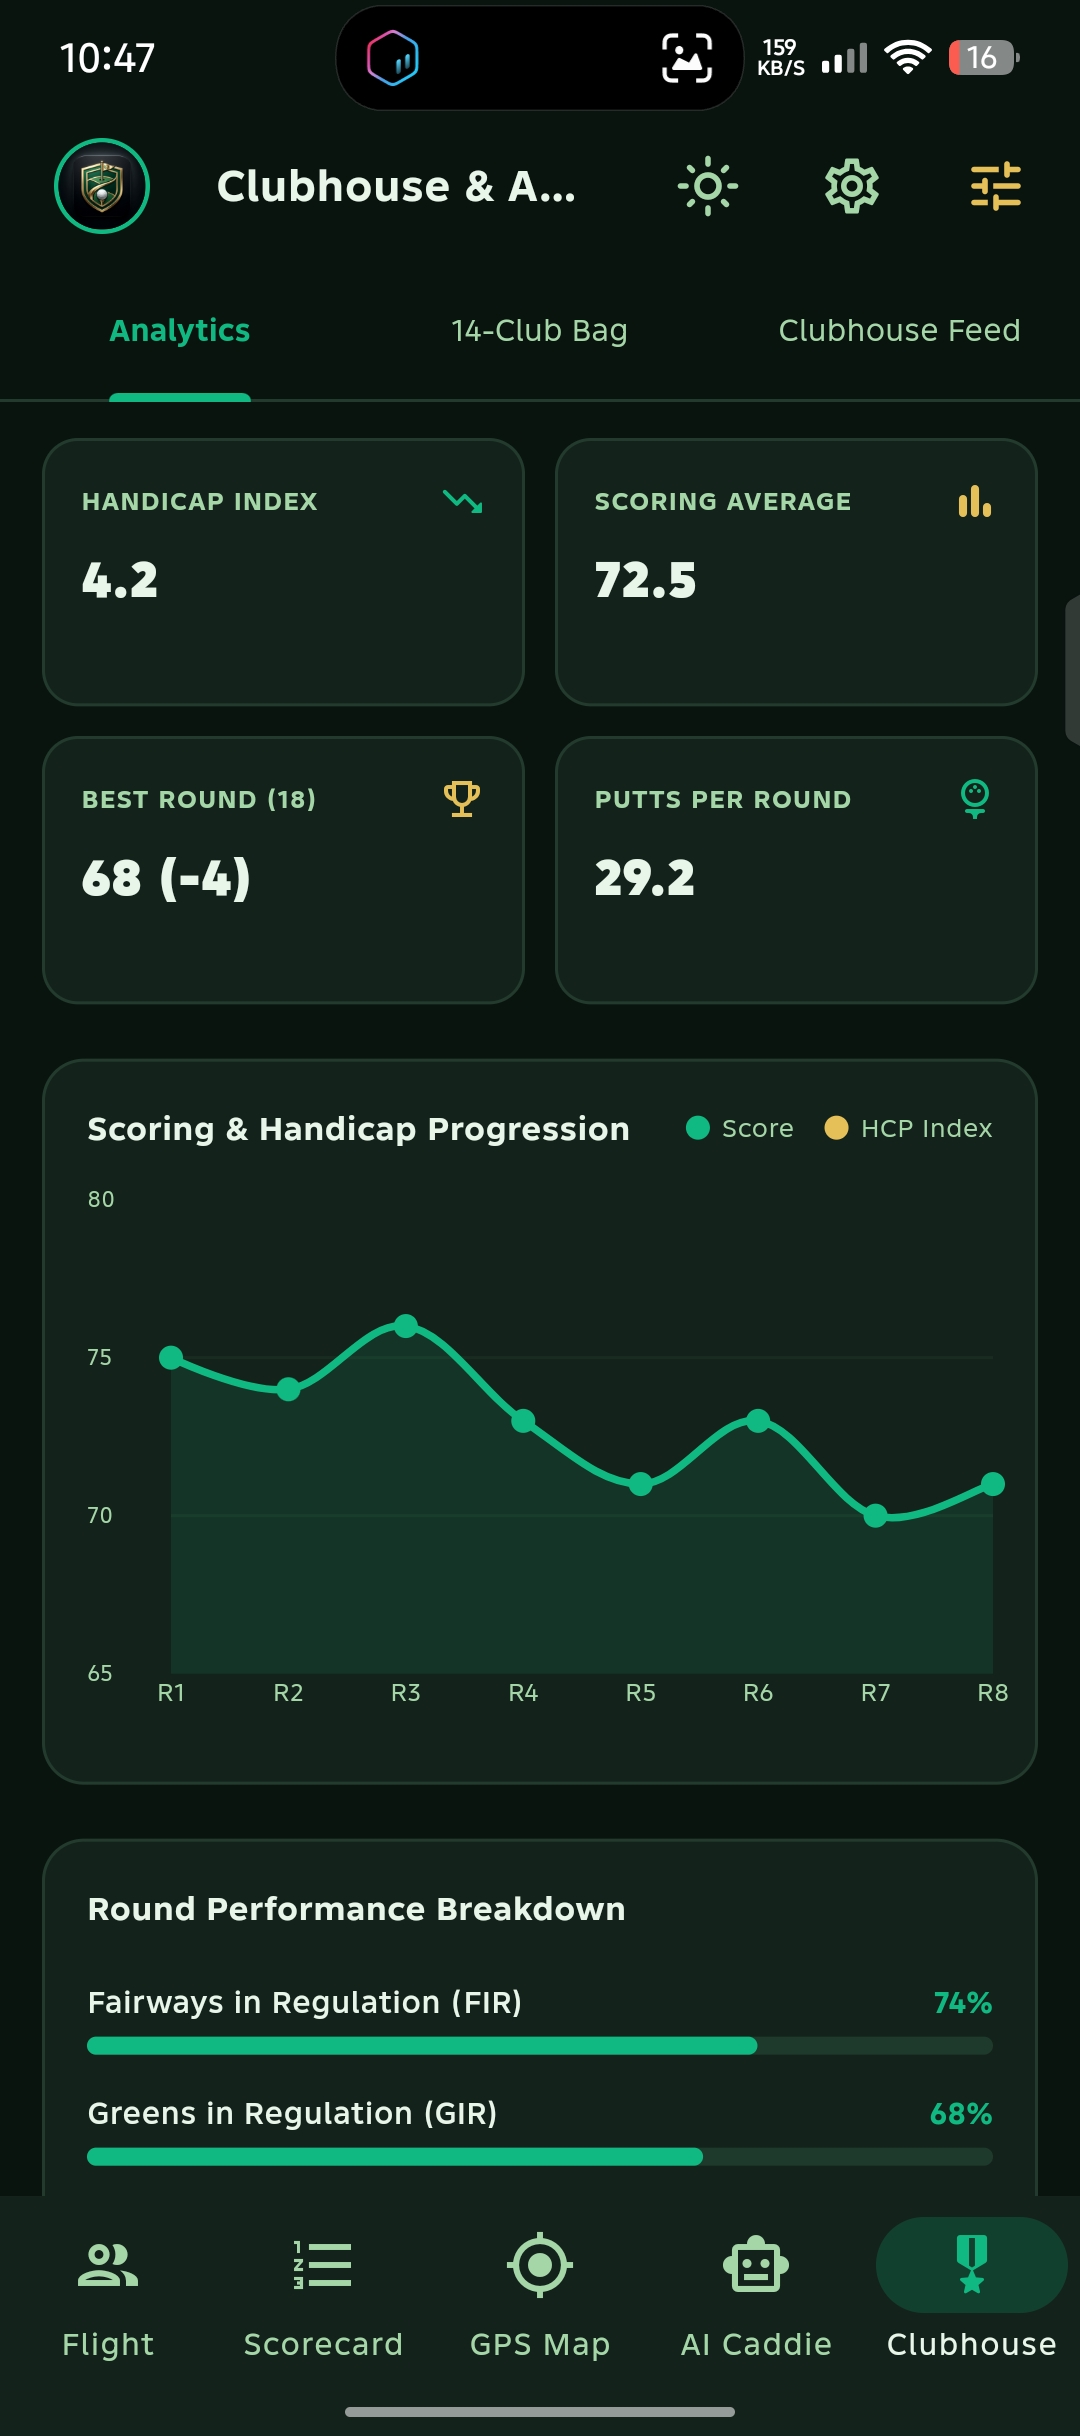 10:47
159
KB/S
16
Clubhouse & A...
Analytics
14-Club Bag
Clubhouse Feed
HANDICAP INDEX
4.2
SCORING AVERAGE
72.5
BEST ROUND (18)
68 (-4)
PUTTS PER ROUND
29.2
Scoring & Handicap Progression
Score
HCP Index
80
75
70
65
R1 R2 R3 R4 R5 R6 R7 R8
Round Performance Breakdown
Fairways in Regulation (FIR) 74%
Greens in Regulation (GIR) 68%
Flight
Scorecard
GPS Map
AI Caddie
Clubhouse